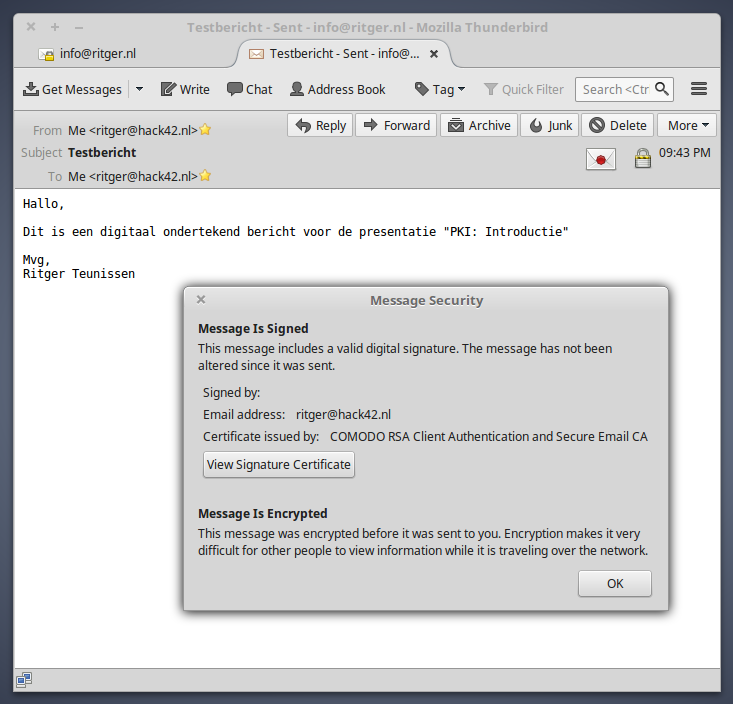 Testbericht - Sent - info@ritger.nl - Mozilla Thunderbird
info@ritger.nl
Testbericht - Sent - info@...
Get Messages Write Chat Address Book Tag Quick Filter Search <Ctr
From Me <ritger@hack42.nl> Reply Forward Archive Junk Delete More
Subject Testbericht 09:43 PM
To Me <ritger@hack42.nl>
Hallo,
Dit is een digitaal ondertekend bericht voor de presentatie "PKI: Introductie"
Mvg,
Ritger Teunissen
Message Security
Message Is Signed
This message includes a valid digital signature. The message has not been
altered since it was sent.
Signed by:
Email address: ritger@hack42.nl
Certificate issued by: COMODO RSA Client Authentication and Secure Email CA
View Signature Certificate
Message Is Encrypted
This message was encrypted before it was sent to you. Encryption makes it very
difficult for other people to view information while it is traveling over the network.
OK